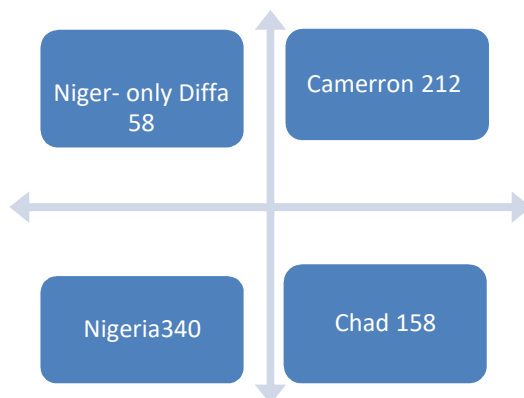 Niger- only Diffa
58
Camerron 212
Nigeria340
Chad 158